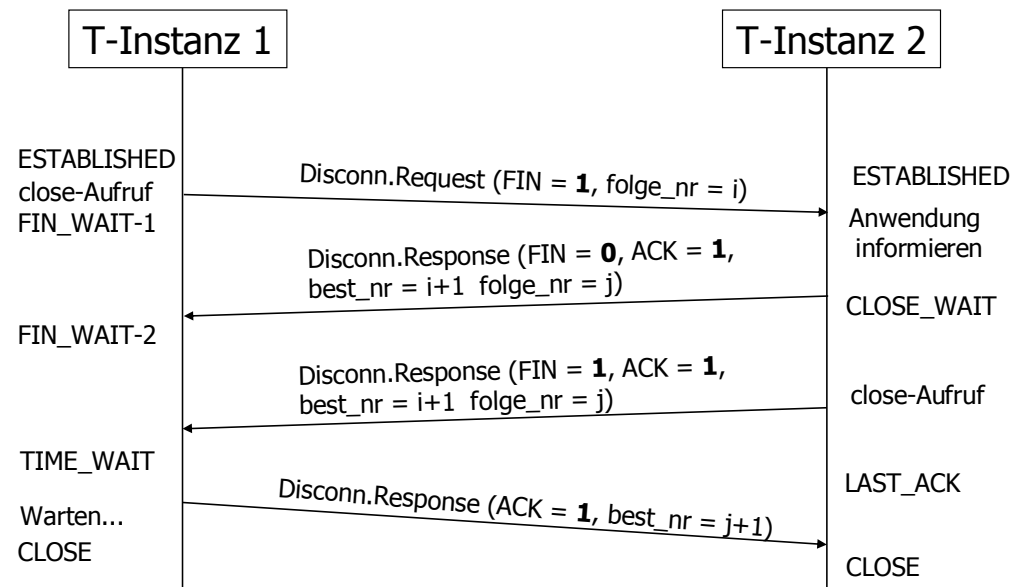 T-Instanz 1
T-Instanz 2
ESTABLISHED
close-Aufruf
FIN_WAIT-1
Disconn.Request (FIN = 1, folge_nr = i)
ESTABLISHED
Anwendung
informieren
Disconn.Response (FIN = 0, ACK = 1,
best_nr = i+1 folge_nr = j)
CLOSE_WAIT
FIN_WAIT-2
Disconn.Response (FIN = 1, ACK = 1,
best_nr = i+1 folge_nr = j)
close-Aufruf
TIME_WAIT
LAST_ACK
Disconn.Response (ACK = 1, best_nr = j+1)
Warten...
CLOSE
CLOSE